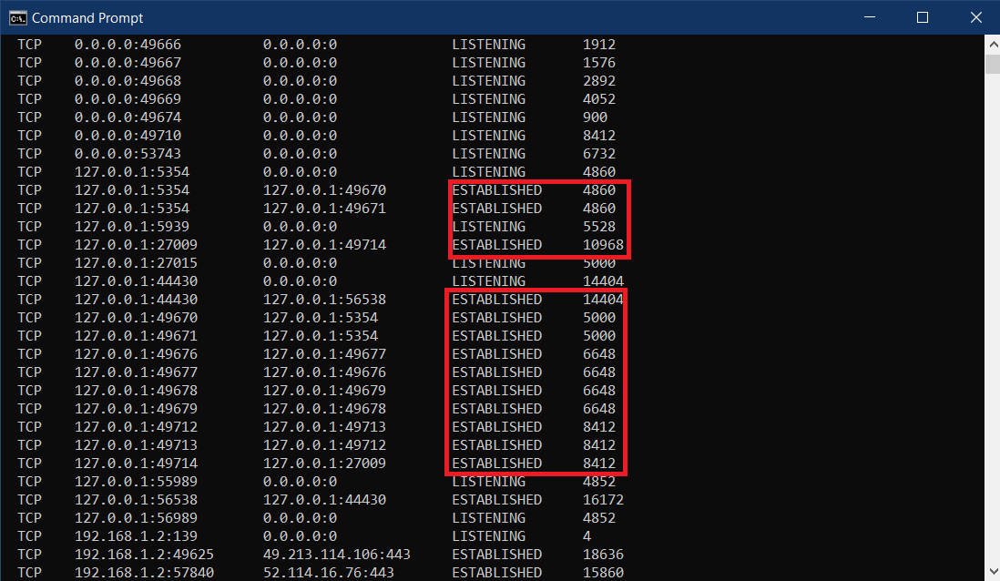 Command Prompt
TCP 0.0.0.0:49666 0.0.0.0:0 LISTENING 1912
TCP 0.0.0.0:49667 0.0.0.0:0 LISTENING 1576
TCP 0.0.0.0:49668 0.0.0.0:0 LISTENING 2892
TCP 0.0.0.0:49669 0.0.0.0:0 LISTENING 4052
TCP 0.0.0.0:49674 0.0.0.0:0 LISTENING 900
TCP 0.0.0.0:49710 0.0.0.0:0 LISTENING 8412
TCP 0.0.0.0:53743 0.0.0.0:0 LISTENING 6732
TCP 127.0.0.1:5354 0.0.0.0:0 LISTENING 4860
TCP 127.0.0.1:5354 127.0.0.1:49670 ESTABLISHED 4860
TCP 127.0.0.1:5354 127.0.0.1:49671 ESTABLISHED 4860
TCP 127.0.0.1:5939 0.0.0.0:0 LISTENING 5528
TCP 127.0.0.1:27009 127.0.0.1:49714 ESTABLISHED 10968
TCP 127.0.0.1:27015 0.0.0.0:0 LISTENING 5000
TCP 127.0.0.1:44430 0.0.0.0:0 LISTENING 14404
TCP 127.0.0.1:44430 127.0.0.1:56538 ESTABLISHED 14404
TCP 127.0.0.1:49670 127.0.0.1:5354 ESTABLISHED 5000
TCP 127.0.0.1:49671 127.0.0.1:5354 ESTABLISHED 5000
TCP 127.0.0.1:49676 127.0.0.1:49677 ESTABLISHED 6648
TCP 127.0.0.1:49677 127.0.0.1:49676 ESTABLISHED 6648
TCP 127.0.0.1:49678 127.0.0.1:49679 ESTABLISHED 6648
TCP 127.0.0.1:49679 127.0.0.1:49678 ESTABLISHED 6648
TCP 127.0.0.1:49712 127.0.0.1:49713 ESTABLISHED 8412
TCP 127.0.0.1:49713 127.0.0.1:49712 ESTABLISHED 8412
TCP 127.0.0.1:49714 127.0.0.1:27009 ESTABLISHED 8412
TCP 127.0.0.1:55989 0.0.0.0:0 LISTENING 4852
TCP 127.0.0.1:56538 127.0.0.1:44430 ESTABLISHED 16172
TCP 127.0.0.1:56989 0.0.0.0:0 LISTENING 4852
TCP 192.168.1.2:139 0.0.0.0:0 LISTENING 4
TCP 192.168.1.2:49625 49.213.114.106:443 ESTABLISHED 18636
TCP 192.168.1.2:57840 52.114.16.76:443 ESTABLISHED 15860